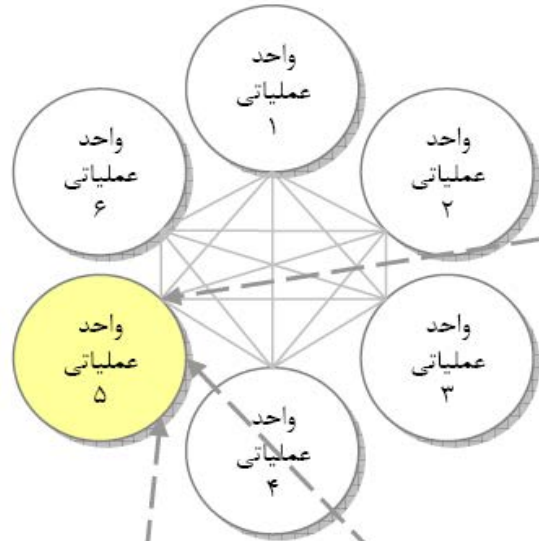 واحد
عملیاتی
۱
واحد
عملیاتی
۲
واحد
عملیاتی
۳
واحد
عملیاتی
۴
واحد
عملیاتی
۵
واحد
عملیاتی
۶